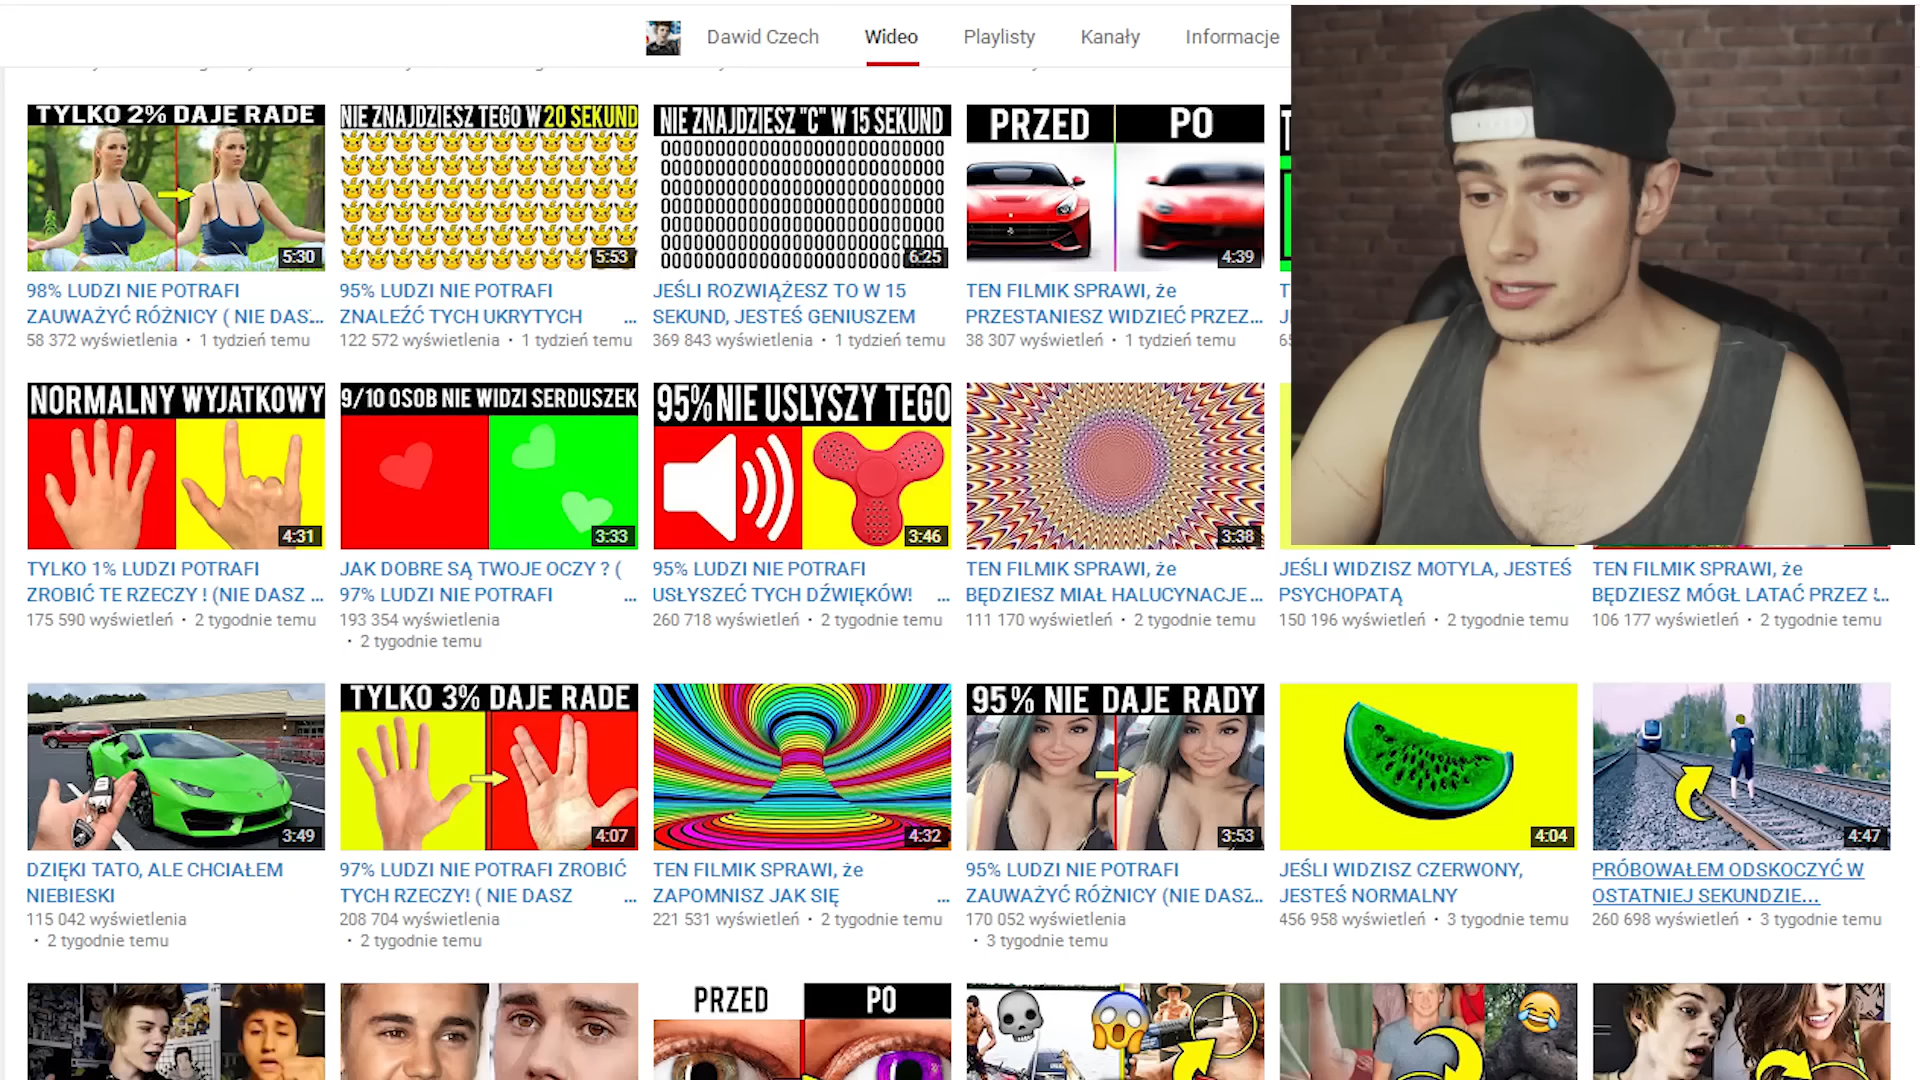 Dawid Czech Wideo Playlisty Kanały Informacje
TYLKO 2% DAJE RADE
5:30
98% LUDZI NIE POTRAFI
ZAUWAŻYĆ RÓŻNICY ( NIE DAS...
58 372 wyświetlenia • 1 tydzień temu
NIE ZNAJDZIESZ TEGO W 20 SEKUND
5:53
95% LUDZI NIE POTRAFI
ZNALEŹĆ TYCH UKRYTYCH ...
122 572 wyświetlenia • 1 tydzień temu
NIE ZNAJDZIESZ "C" W 15 SEKUND
6:25
JEŚLI ROZWIĄŻESZ TO W 15
SEKUND, JESTEŚ GENIUSZEM
369 843 wyświetlenia • 1 tydzień temu
PRZED PO
4:39
TEN FILMIK SPRAWI, że
PRZESTANIESZ WIDZIEĆ PRZEZ...
38 307 wyświetleń • 1 tydzień temu
NORMALNY WYJATKOWY
4:31
TYLKO 1% LUDZI POTRAFI
ZROBIĆ TE RZECZY ! (NIE DASZ ...
175 590 wyświetleń • 2 tygodnie temu
9/10 OSOB NIE WIDZI SERDUSZEK
3:33
JAK DOBRE SĄ TWOJE OCZY ? (
97% LUDZI NIE POTRAFI ...
193 354 wyświetlenia
• 2 tygodnie temu
95% NIE USLYSZY TEGO
3:46
95% LUDZI NIE POTRAFI
USŁYSZEĆ TYCH DŹWIĘKÓW! ...
260 718 wyświetleń • 2 tygodnie temu
3:38
TEN FILMIK SPRAWI, że
BĘDZIESZ MIAŁ HALUCYNACJE ...
111 170 wyświetleń • 2 tygodnie temu
JEŚLI WIDZISZ MOTYLA, JESTEŚ
PSYCHOPATĄ
150 196 wyświetleń • 2 tygodnie temu
TEN FILMIK SPRAWI, że
BĘDZIESZ MÓGŁ LATAĆ PRZEZ
106 177 wyświetleń • 2 tygodnie temu
3:49
DZIĘKI TATO, ALE CHCIAŁEM
NIEBIESKI
115 042 wyświetlenia
• 2 tygodnie temu
TYLKO 3% DAJE RADE
4:07
97% LUDZI NIE POTRAFI ZROBIĆ
TYCH RZECZY! ( NIE DASZ ...
208 704 wyświetlenia
• 2 tygodnie temu
4:32
TEN FILMIK SPRAWI, że
ZAPOMNISZ JAK SIĘ ...
221 531 wyświetleń • 2 tygodnie temu
95% NIE DAJE RADY
3:53
95% LUDZI NIE POTRAFI
ZAUWAŻYĆ RÓŻNICY (NIE DASZ...
170 052 wyświetlenia
• 3 tygodnie temu
4:04
JEŚLI WIDZISZ CZERWONY,
JESTEŚ NORMALNY
456 958 wyświetleń • 3 tygodnie temu
4:47
PRÓBOWAŁEM ODSKOCZYĆ W
OSTATNIEJ SEKUNDZIE...
260 698 wyświetleń • 3 tygodnie temu
PRZED PO